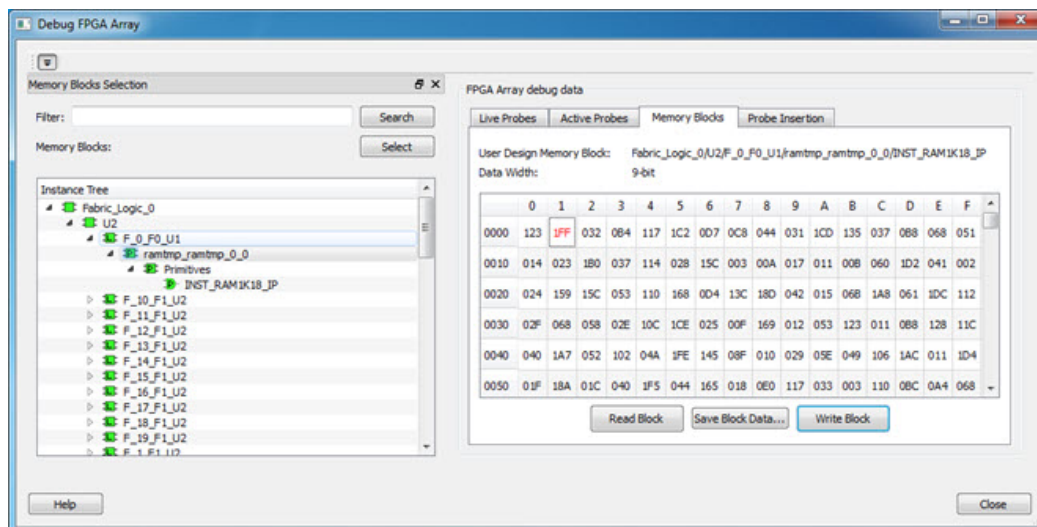 Debug FPGA Array
Memory Blocks Selection
Filter:
Search
Memory Blocks:
Select
Instance Tree
Fabric_Logic_0
U2
F_0_F0_U1
ramtmp_ramtmp_0_0
Primitives
INST_RAM1K18_IP
F_10_F1_U2
F_11_F1_U2
F_12_F1_U2
F_13_F1_U2
F_14_F1_U2
F_15_F1_U2
F_16_F1_U2
F_17_F1_U2
F_18_F1_U2
F_19_F1_U2
F_1_F1_U2
FPGA Array debug data
Live Probes Active Probes Memory Blocks Probe Insertion
User Design Memory Block: Fabric_Logic_0/U2/F_0_F0_U1/ramtmp_ramtmp_0_0/INST_RAM1K18_IP
Data Width: 9-bit
0 1 2 3 4 5 6 7 8 9 A B C D E F
0000 123 1FF 032 0B4 117 1C2 0D7 0C8 044 031 1CD 135 037 0B8 068 051
0010 014 023 1B0 037 114 028 15C 003 00A 017 011 00B 060 1D2 041 002
0020 024 159 15C 053 110 168 0D4 13C 18D 042 015 06B 1A8 061 1DC 112
0030 02F 068 058 02E 10C 1CE 025 00F 169 012 053 123 011 0B8 128 11C
0040 040 1A7 052 102 04A 1FE 145 08F 010 029 05E 049 106 1AC 011 1D4
0050 01F 18A 01C 040 1F5 044 165 018 0E0 117 033 003 110 0BC 0A4 068
Read Block Save Block Data... Write Block
Help
Close